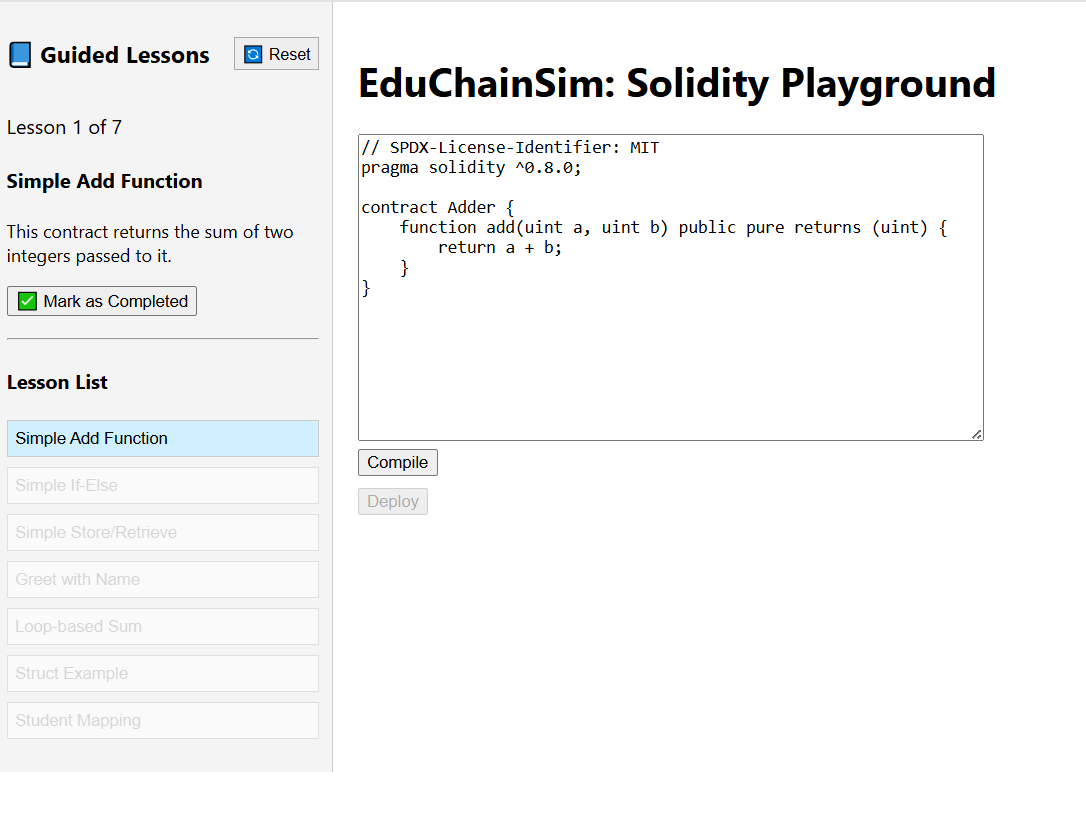 Guided Lessons
Reset
Lesson 1 of 7
Simple Add Function
This contract returns the sum of two
integers passed to it.
Mark as Completed
Lesson List
Simple Add Function
Simple If-Else
Simple Store/Retrieve
Greet with Name
Loop-based Sum
Struct Example
Student Mapping
EduChainSim: Solidity Playground
// SPDX-License-Identifier: MIT
pragma solidity ^0.8.0;
contract Adder {
    function add(uint a, uint b) public pure returns (uint) {
        return a + b;
    }
}
Compile
Deploy